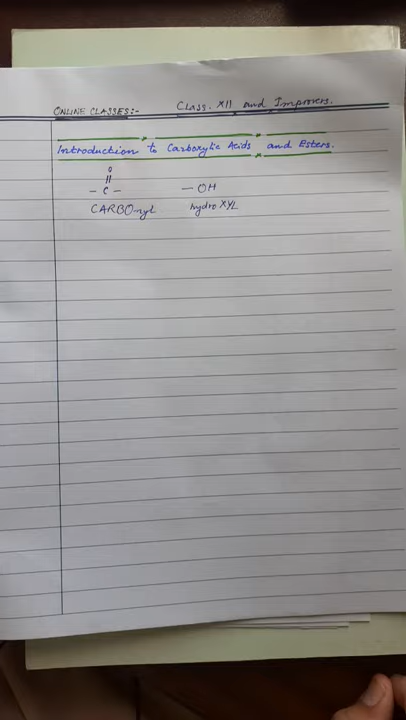 ONLINE CLASSES:- Class. XII and Improvers.
Introduction to Carboxylic Acids and Esters.
O
||
- C - - OH
CARBOnyl hydroXYL